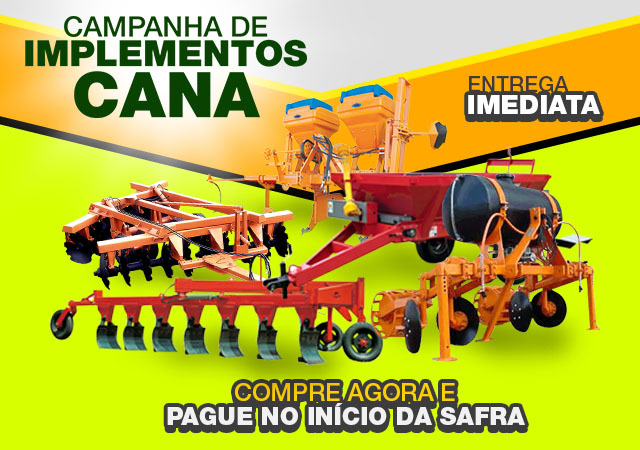 CAMPANHA DE
IMPLEMENTOS
CANA
ENTREGA
IMEDIATA
COMPRE AGORA E
PAGUE NO INÍCIO DA SAFRA